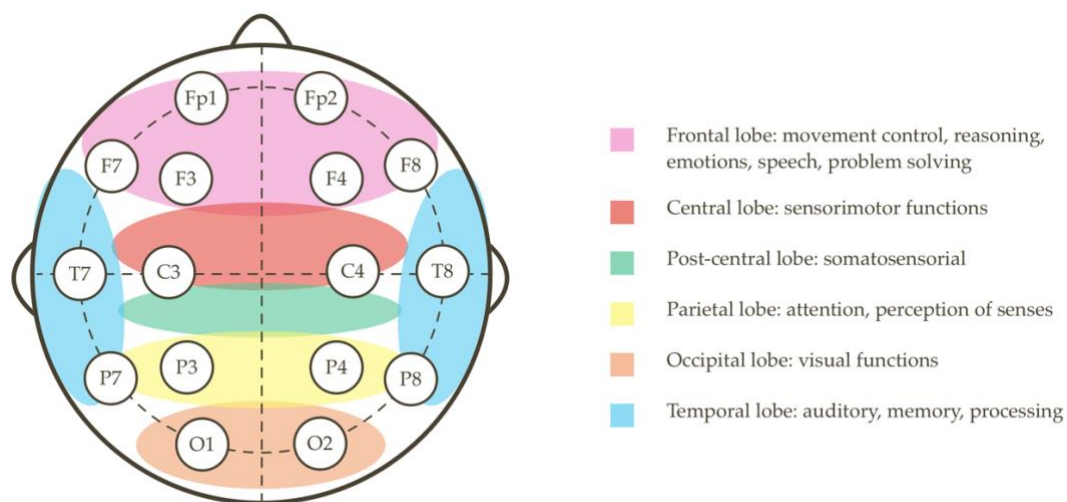 Fp1 Fp2
F7 F3 F4 F8
T7 C3 C4 T8
P7 P3 P4 P8
O1 O2
Frontal lobe: movement control, reasoning,
emotions, speech, problem solving
Central lobe: sensorimotor functions
Post-central lobe: somatosensorial
Parietal lobe: attention, perception of senses
Occipital lobe: visual functions
Temporal lobe: auditory, memory, processing